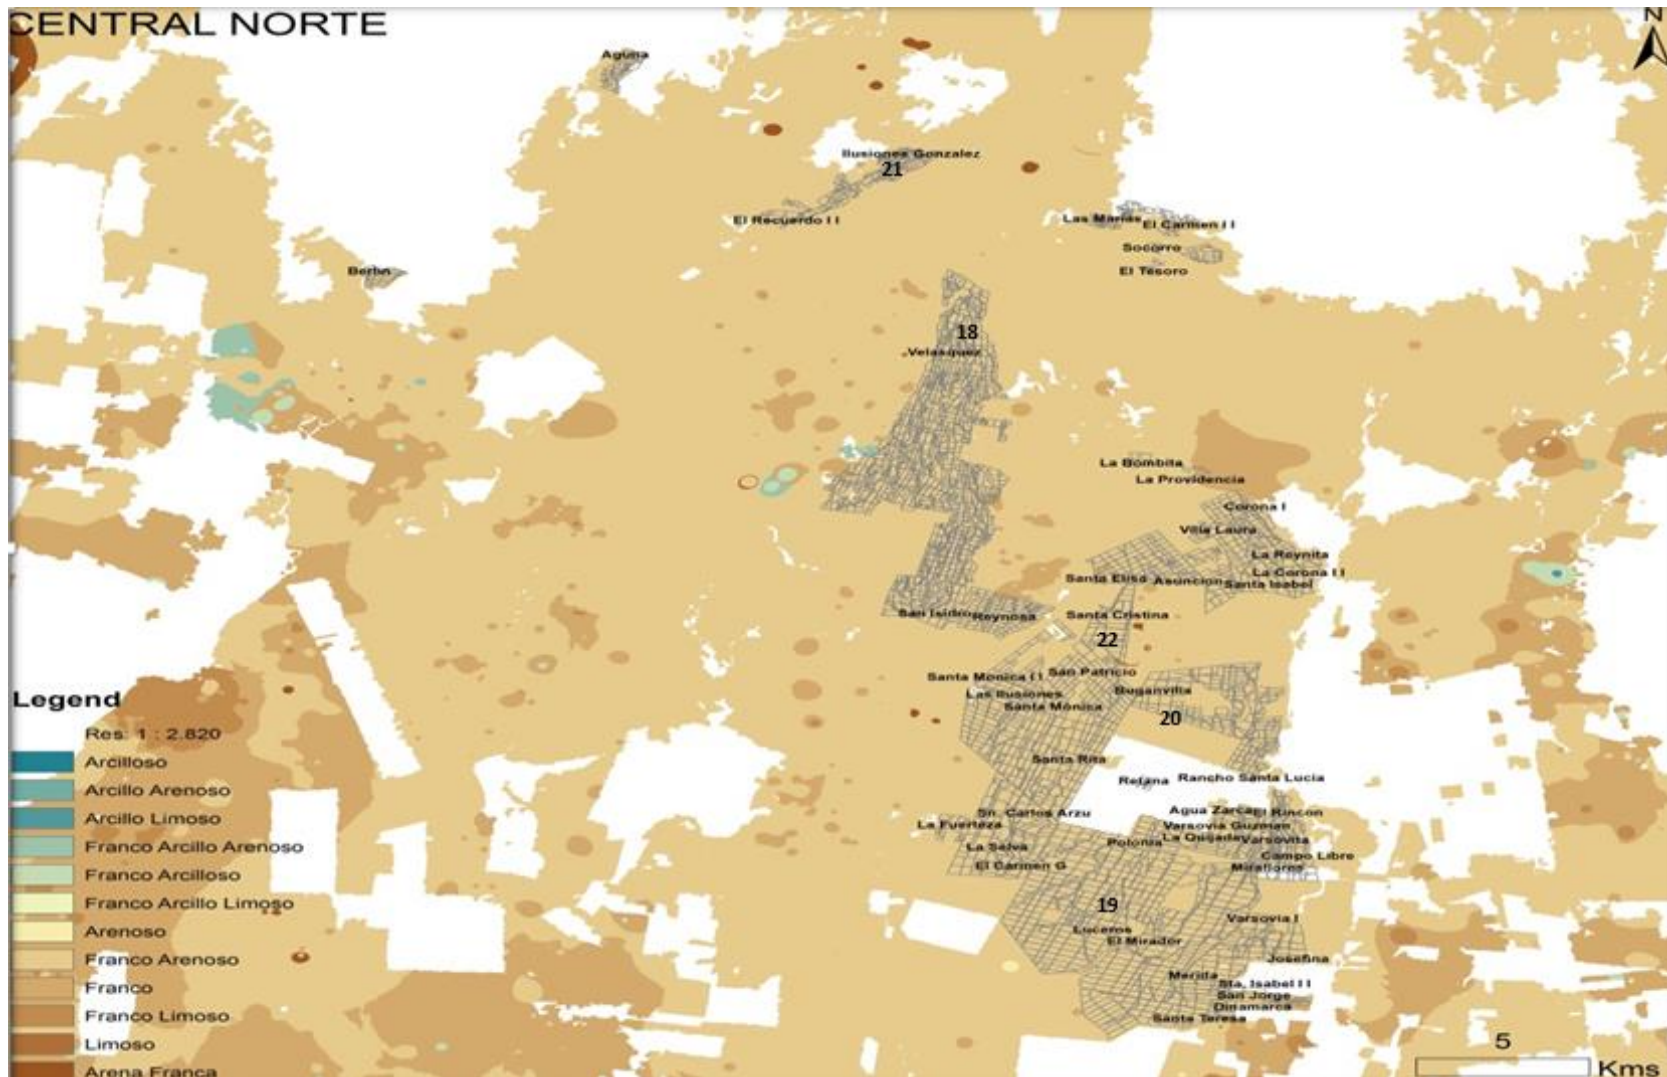 CENTRAL NORTE
N
Aguna
Ilusiones Gonzalez
21
El Recuerdo I I
Las Marias
El Carmen I I
Socorro
El Tesoro
Berlin
18
Velasquez
La Bombita
La Providencia
Corona I
Villa Laura
La Reynita
La Corona I I
Santa Elisa
Asuncion
Santa Isabel
San Isidro
Reynosa
Santa Cristina
22
Santa Monica I I
San Patricio
Las Ilusiones
Buganvilia
Santa Mónica
20
Santa Rita
Retana
Rancho Santa Lucia
Sn. Carlos Arzu
Agua Zarca
El Rincon
La Fuerteza
Varsovia Guzman
La Quijada
Varsovita
La Selva
Polonia
Campo Libre
El Carmen G
Miraflores
19
Varsovia I
Luceros
El Mirador
Josefina
Merida
Sta. Isabel I I
San Jorge
Dinamarca
Santa Teresa
Legend
Res: 1 : 2.820
Arcilloso
Arcillo Arenoso
Arcillo Limoso
Franco Arcillo Arenoso
Franco Arcilloso
Franco Arcillo Limoso
Arenoso
Franco Arenoso
Franco
Franco Limoso
Limoso
Arena Franca
5
Kms